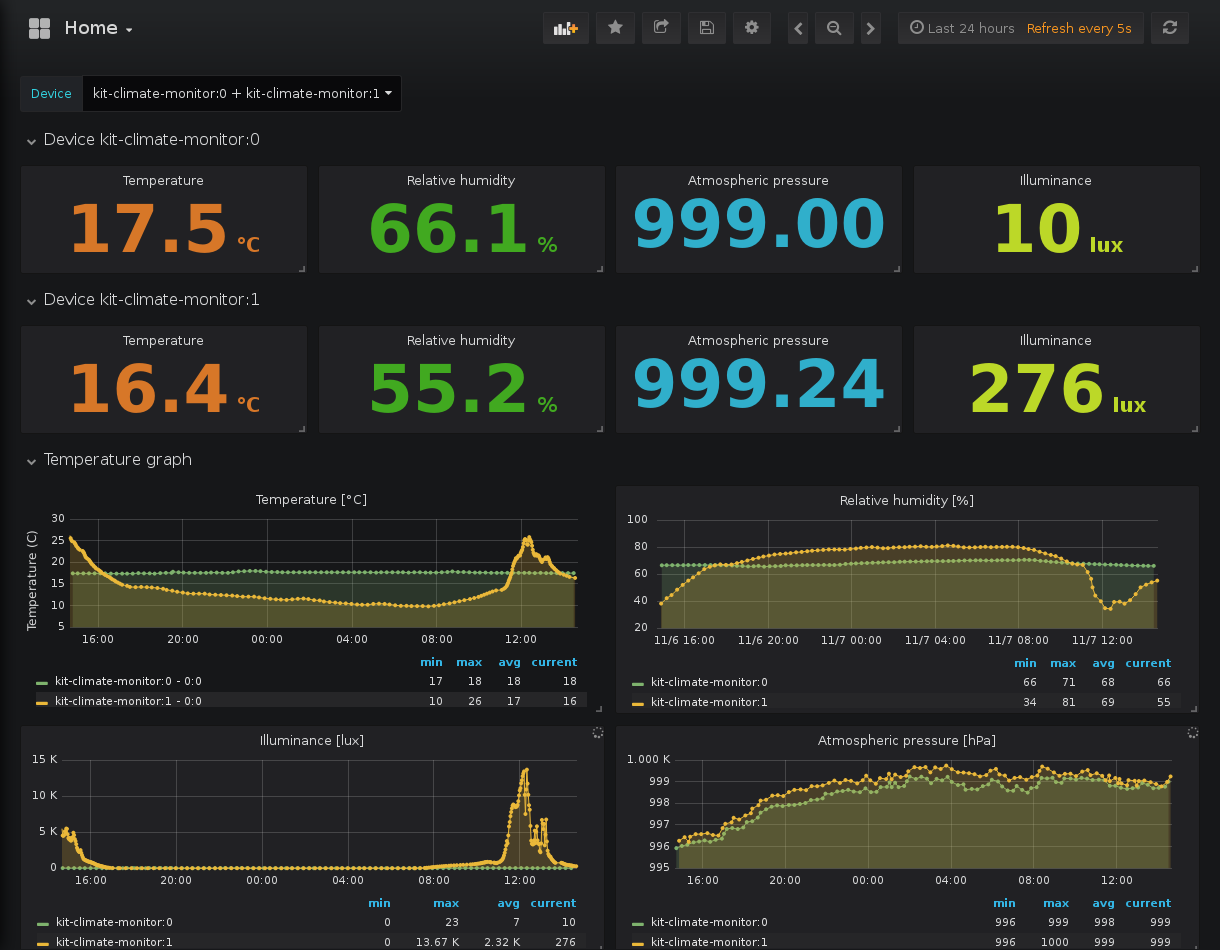 Home
Last 24 hours Refresh every 5s
Device kit-climate-monitor:0 + kit-climate-monitor:1
Device kit-climate-monitor:0
Temperature Relative humidity Atmospheric pressure Illuminance
17.5 °C 66.1 % 999.00 10 lux
Device kit-climate-monitor:1
Temperature Relative humidity Atmospheric pressure Illuminance
16.4 °C 55.2 % 999.24 276 lux
Temperature graph
Temperature [°C]
Temperature (C)
30
25
20
15
10
5
16:00 20:00 00:00 04:00 08:00 12:00
min max avg current
kit-climate-monitor:0 - 0:0 17 18 18 18
kit-climate-monitor:1 - 0:0 10 26 17 16
Relative humidity [%]
100
80
60
40
20
11/6 16:00 11/6 20:00 11/7 00:00 11/7 04:00 11/7 08:00 11/7 12:00
min max avg current
kit-climate-monitor:0 66 71 68 66
kit-climate-monitor:1 34 81 69 55
Illuminance [lux]
15 K
10 K
5 K
0
16:00 20:00 00:00 04:00 08:00 12:00
min max avg current
kit-climate-monitor:0 0 23 7 10
kit-climate-monitor:1 0 13.67 K 2.32 K 276
Atmospheric pressure [hPa]
1.000 K
999
998
997
996
995
16:00 20:00 00:00 04:00 08:00 12:00
min max avg current
kit-climate-monitor:0 996 999 998 999
kit-climate-monitor:1 996 1000 999 999